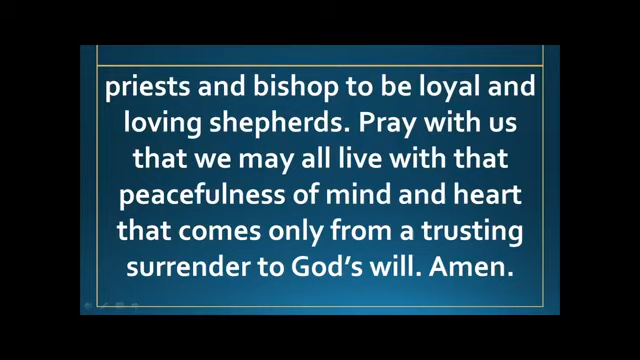 priests and bishop to be loyal and
loving shepherds. Pray with us
that we may all live with that
peacefulness of mind and heart
that comes only from a trusting
surrender to God's will. Amen.